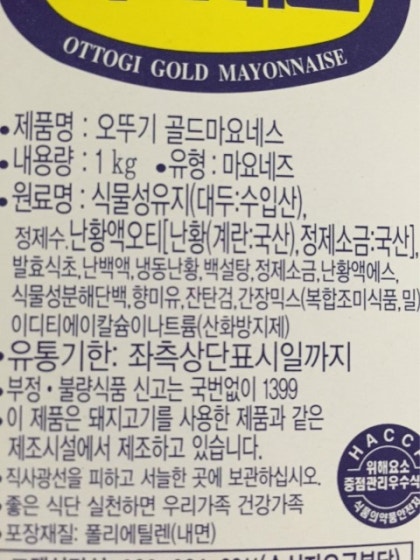 OTTOGI GOLD MAYONNAISE
•제품명 : 오뚜기 골드마요네스
•내용량 : 1 kg •유형 : 마요네즈
•원료명 : 식물성유지(대두:수입산),
정제수,난황액오티[난황(계란:국산),정제소금:국산],
발효식초,난백액,냉동난황,백설탕,정제소금,난황액에스,
식물성분해단백,향미유,잔탄검,간장믹스(복합조미식품,밀)
이디티에이칼슘이나트륨(산화방지제)
•유통기한: 좌측상단표시일까지
•부정·불량식품 신고는 국번없이 1399
•이 제품은 돼지고기를 사용한 제품과 같은
제조시설에서 제조하고 있습니다.
•직사광선을 피하고 서늘한 곳에 보관하십시오.
•좋은 식단 실천하면 우리가족 건강가족
•포장재질: 폴리에틸렌(내면)
HACCP
위해요소
중점관리우수식
식품의약품안전